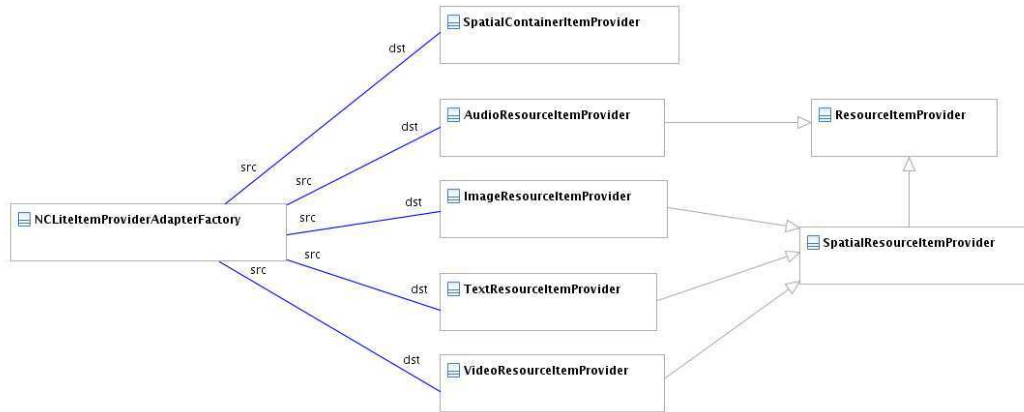 SpatialContainerItemProvider
dst
AudioResourceItemProvider
ResourceItemProvider
dst
src
src
ImageResourceItemProvider
dst
src
NCLiteItemProviderAdapterFactory
SpatialResourceItemProvider
src
src
dst
TextResourceItemProvider
dst
VideoResourceItemProvider